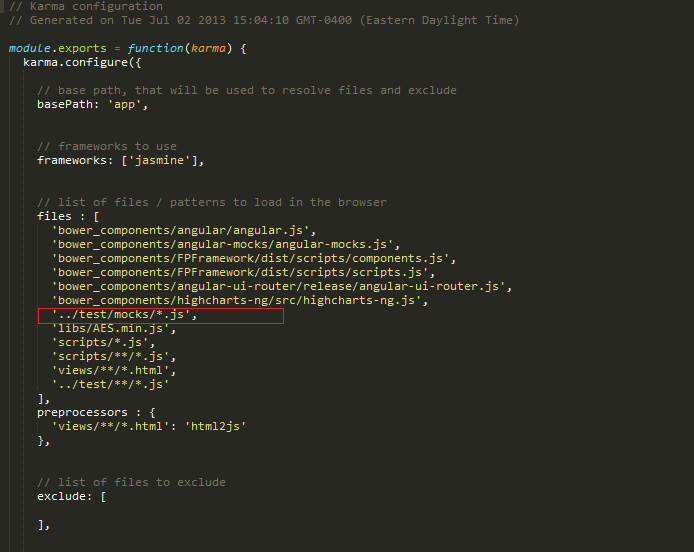 // Karma configuration
// Generated on Tue Jul 02 2013 15:04:10 GMT-0400 (Eastern Daylight Time)
module.exports = function(karma) {
karma.configure({
// base path, that will be used to resolve files and exclude
basePath: 'app',
// frameworks to use
frameworks: ['jasmine'],
// list of files / patterns to load in the browser
files : [
'bower_components/angular/angular.js',
'bower_components/angular-mocks/angular-mocks.js',
'bower_components/FPFramework/dist/scripts/components.js',
'bower_components/FPFramework/dist/scripts/scripts.js',
'bower_components/angular-ui-router/release/angular-ui-router.js',
'bower_components/highcharts-ng/src/highcharts-ng.js',
'../test/mocks/*.js',
'libs/AES.min.js',
'scripts/*.js',
'scripts/**/*.js',
'views/**/*.html',
'../test/**/*.js'
],
preprocessors : {
'views/**/*.html': 'html2js'
},
// list of files to exclude
exclude: [
],